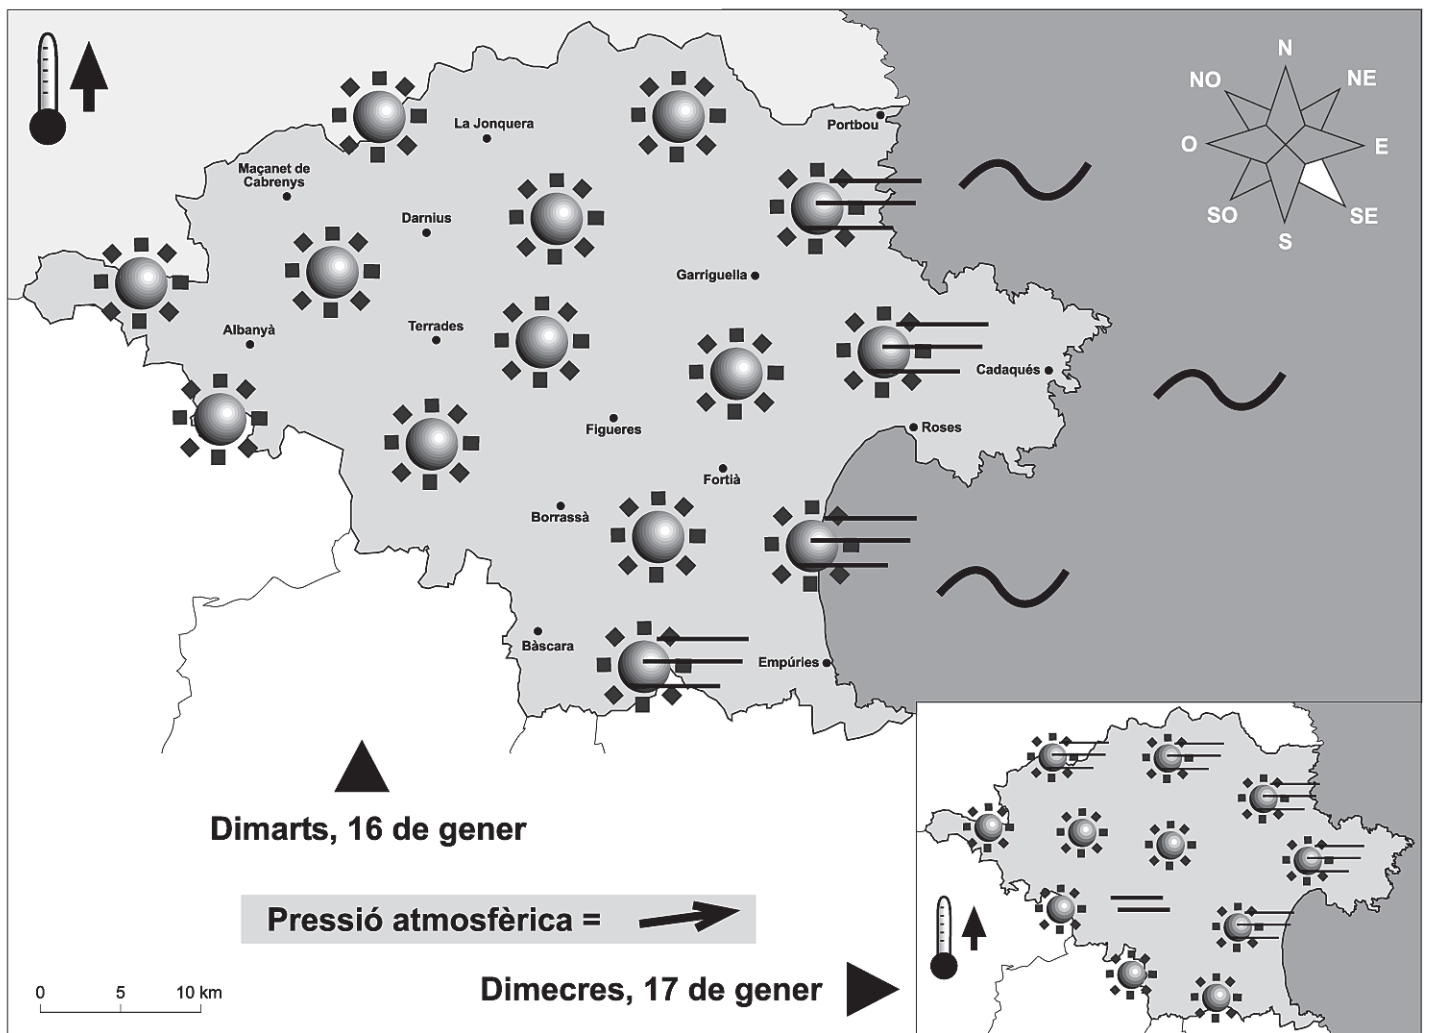 N
NO
NE
O
E
SO
SE
S
La Jonquera
Portbou
Maçanet de
Cabrenys
Darnius
Garriguella
Albanyà
Terrades
Cadaqués
Figueres
Roses
Fortià
Borrassà
Bàscara
Empúries
Dimarts, 16 de gener
Pressió atmosfèrica =
Dimecres, 17 de gener
0 5 10 km